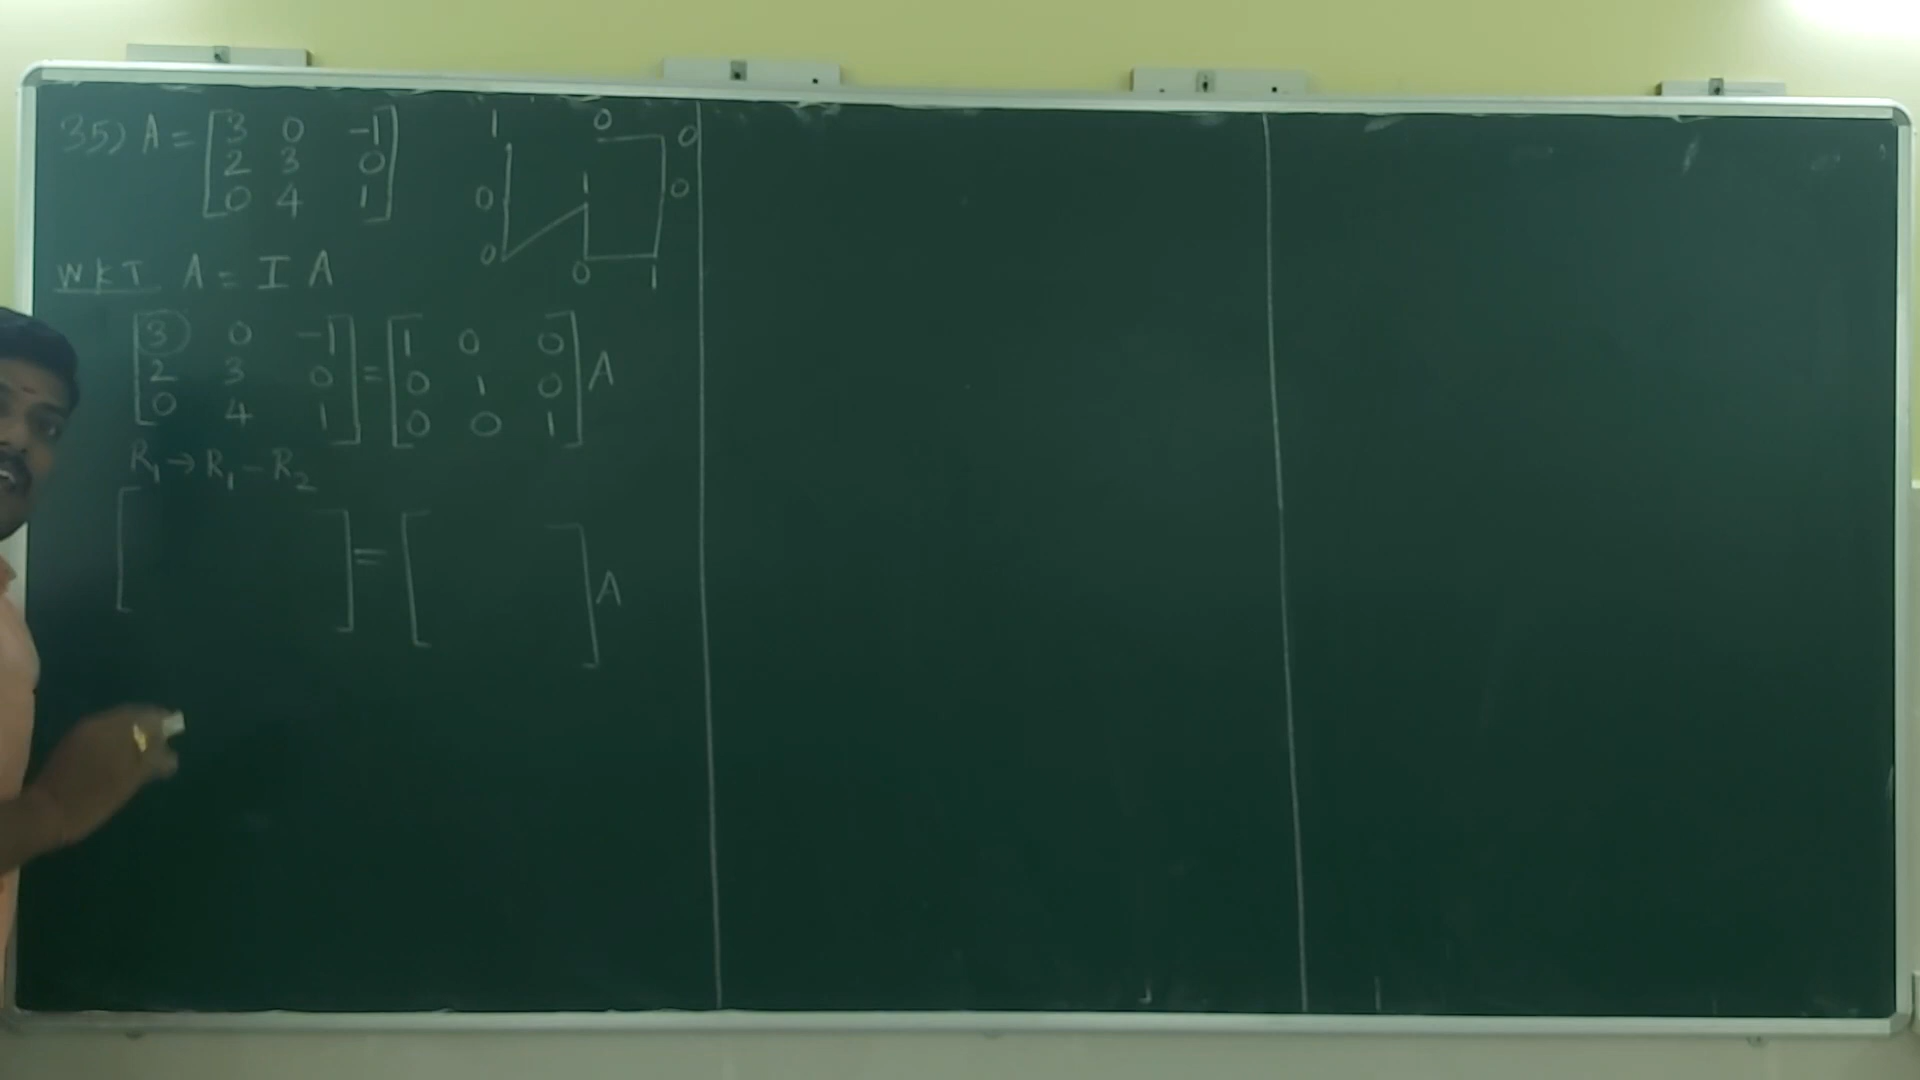 35) A = [3 0 -1
2 3 0
0 4 1]
1 0 0
0 1 0
0 0 1
WKT A = I A
[3 0 -1
2 3 0
0 4 1] = [1 0 0
0 1 0
0 0 1] A
R₁ → R₁ - R₂
[ ] = [ ] A